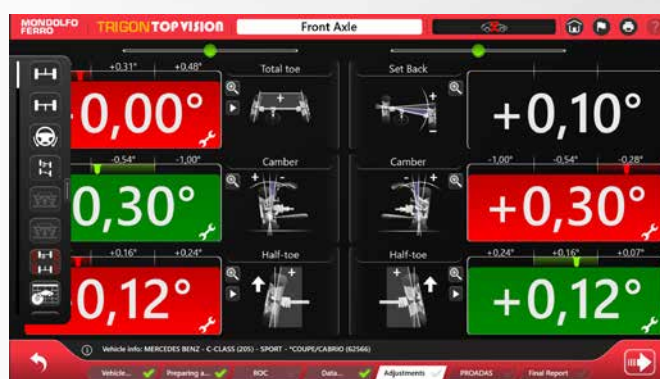 MONDOLFO
FERRO
TRIGON TOP VISION
Front Axle
?
+0,31° +0,48°
Total toe
Set Back
0,00°
+0,10°
-0,54° -1,00°
Camber
Camber
-1,00° -0,54° -0,28°
0,30°
+0,30°
+0,16° +0,24°
Half-toe
Half-toe
+0,24° +0,16° +0,07°
0,12°
+0,12°
Vehicle info: MERCEDES BENZ - C-CLASS (205) - SPORT - *COUPE/CABRIO (62566)
Vehicle... Preparing a... ROC Data... Adjustments PROADAS Final Report